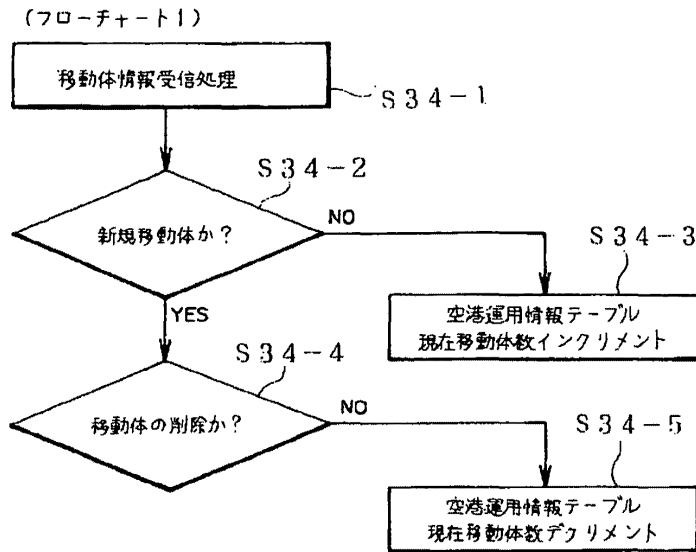 (フローチャート1)
移動体情報受信処理
S34-1
S34-2
新規移動体か?
NO
S34-3
空港運用情報テーブル
現在移動体数インクリメント
YES
S34-4
移動体の削除か?
NO
S34-5
空港運用情報テーブル
現在移動体数デクリメント